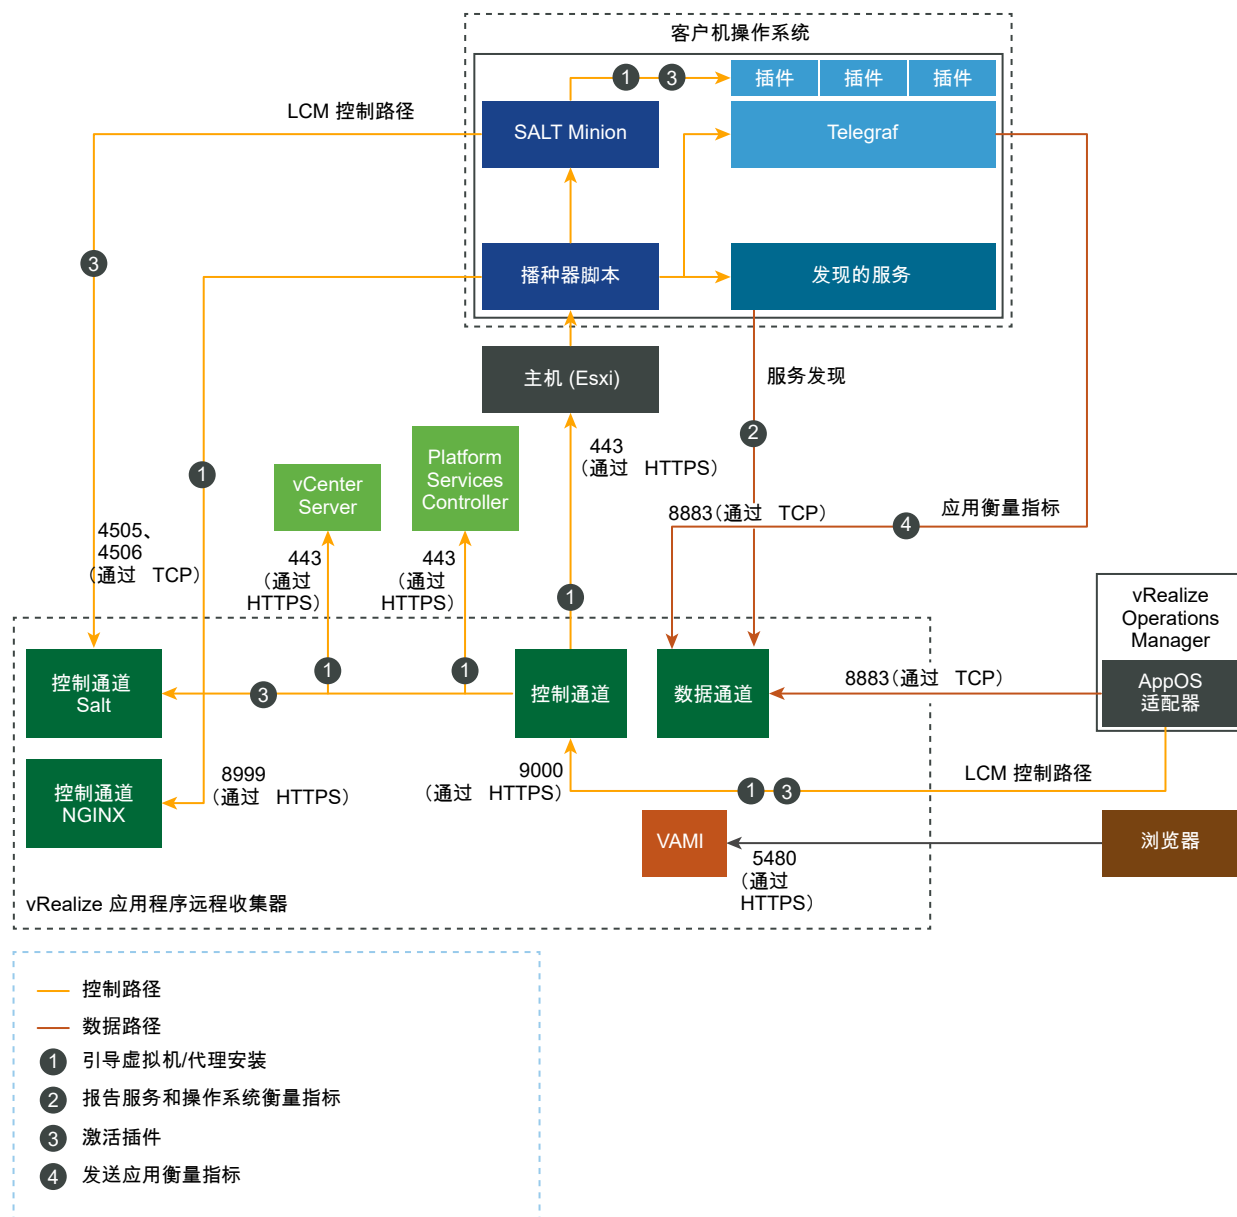 客户机操作系统
1
3
插件
插件
插件
LCM 控制路径
SALT Minion
Telegraf
3
播种器脚本
发现的服务
主机 (Esxi)
服务发现
2
1
443
（通过 HTTPS）
Platform
Services
Controller
vCenter
Server
8883（通过 TCP）
4
应用衡量指标
4505、
4506
（通过 TCP）
443
（通过
HTTPS）
443
（通过
HTTPS）
1
vRealize
Operations
Manager
AppOS
适配器
控制通道
Salt
3
1
1
控制通道
数据通道
8883（通过 TCP）
控制通道
NGINX
8999
（通过 HTTPS）
9000
（通过 HTTPS）
1
3
LCM 控制路径
VAMI
5480
（通过
HTTPS）
浏览器
vRealize 应用程序远程收集器
控制路径
数据路径
1 引导虚拟机/代理安装
2 报告服务和操作系统衡量指标
3 激活插件
4 发送应用衡量指标